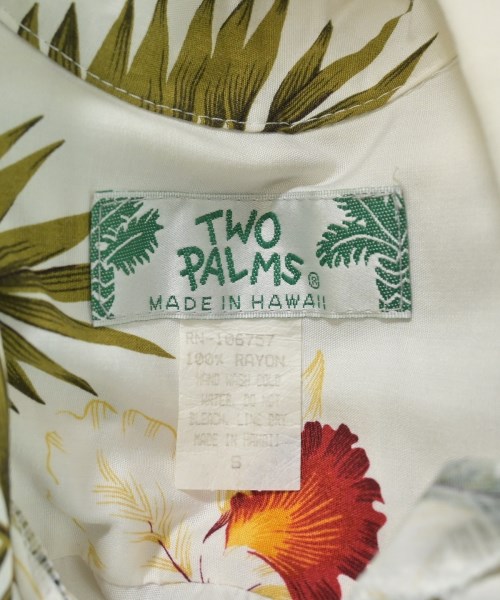 TWO
PALMS®
MADE IN HAWAII
RN-106757
100% RAYON
HAND WASH COLD
WATER. DO NOT
BLEACH. LINE DRY
MADE IN HAWAII
S